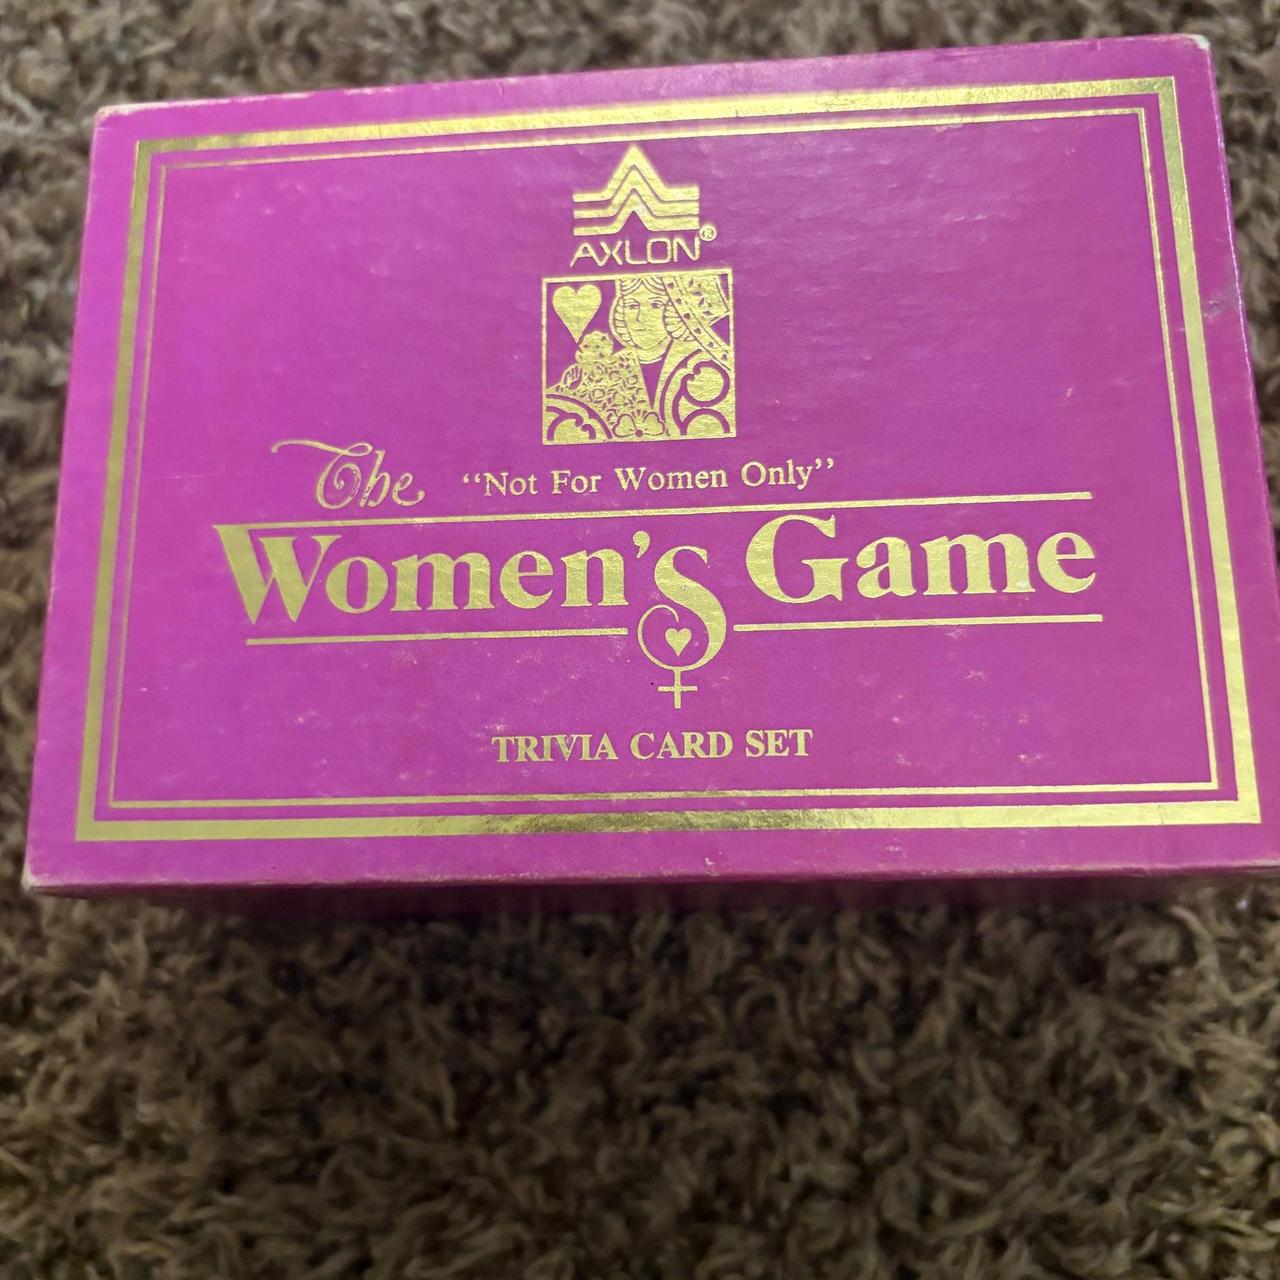 AXLON®
The "Not For Women Only"
Women's Game
TRIVIA CARD SET